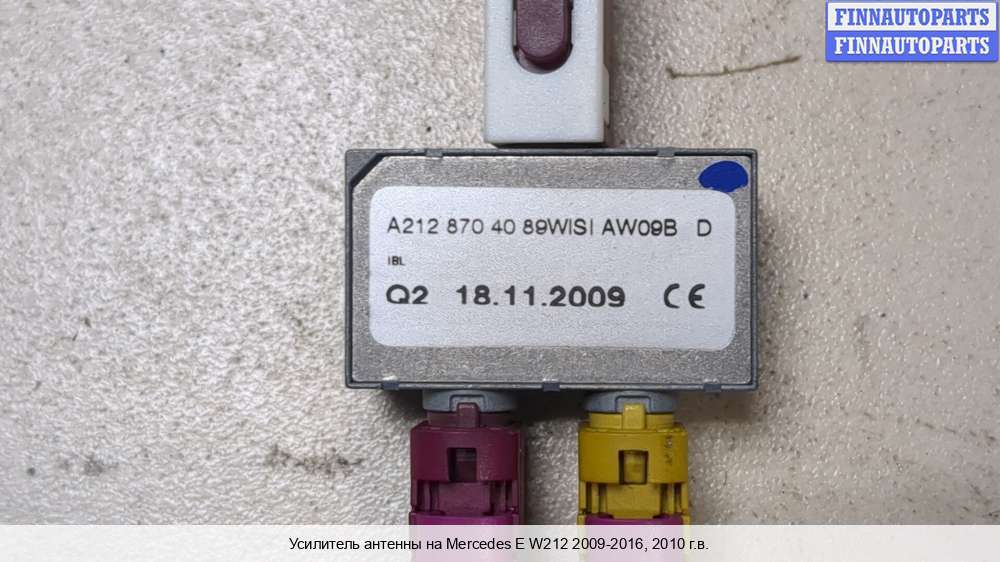 FINNAUTOPARTS
FINNAUTOPARTS
A212 870 40 89WISI AW09B D
IBL
Q2 18.11.2009 CE
Усилитель антенны на Mercedes E W212 2009-2016, 2010 г.в.